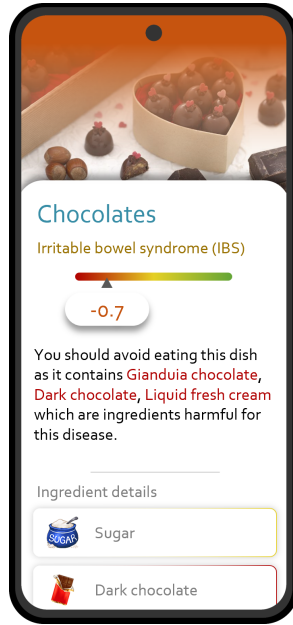 Chocolates
Irritable bowel syndrome (IBS)
-0.7
You should avoid eating this dish
as it contains Gianduia chocolate,
Dark chocolate, Liquid fresh cream
which are ingredients harmful for
this disease.
Ingredient details
SUGAR
Sugar
Dark chocolate